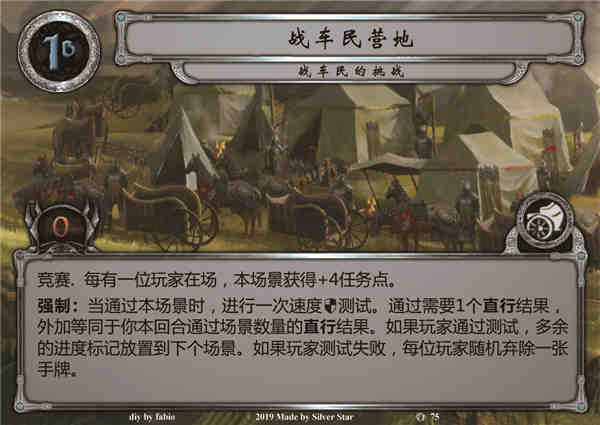 1B
战车民营地
战车民的挑战
0
竞赛. 每有一位玩家在场，本场景获得+4任务点。
强制：当通过本场景时，进行一次速度测试。通过需要1个直行结果，
外加等同于你本回合通过场景数量的直行结果。如果玩家通过测试，多余
的进度标记放置到下个场景。如果玩家测试失败，每位玩家随机弃除一张
手牌。
diy by fabio © 2019 Made by Silver Star 75